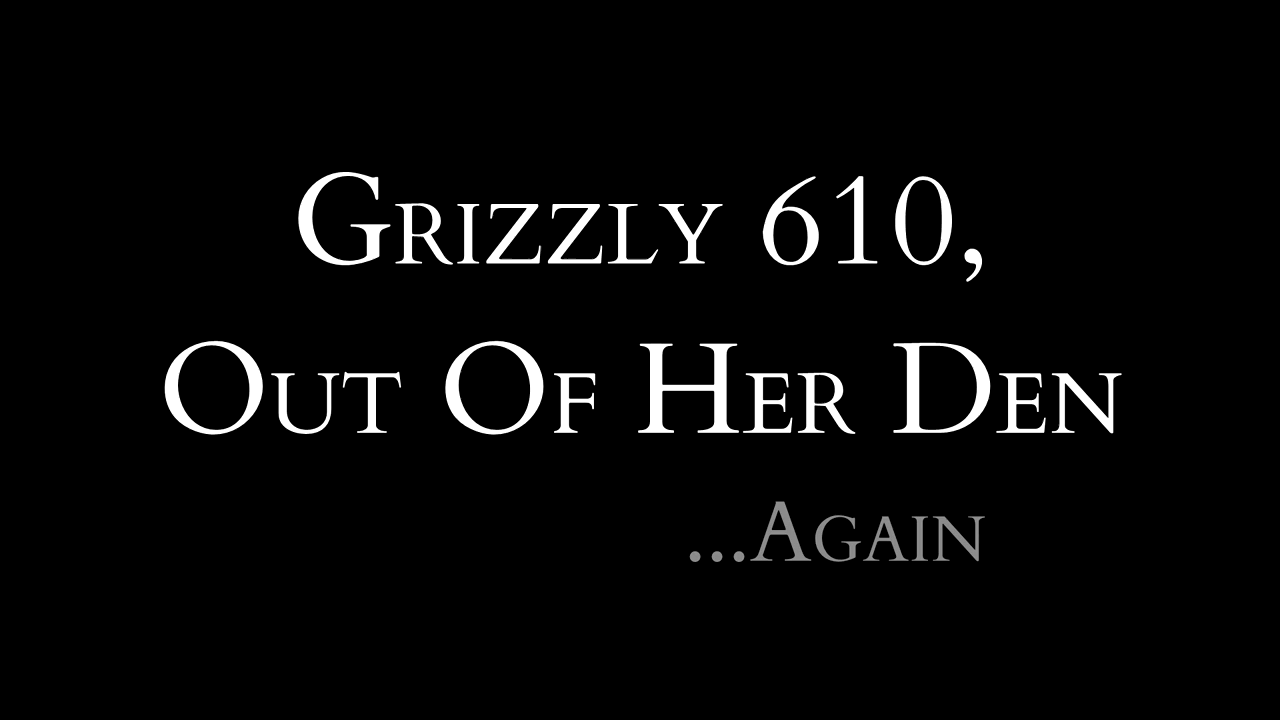 Grizzly 610,
Out Of Her Den
...Again